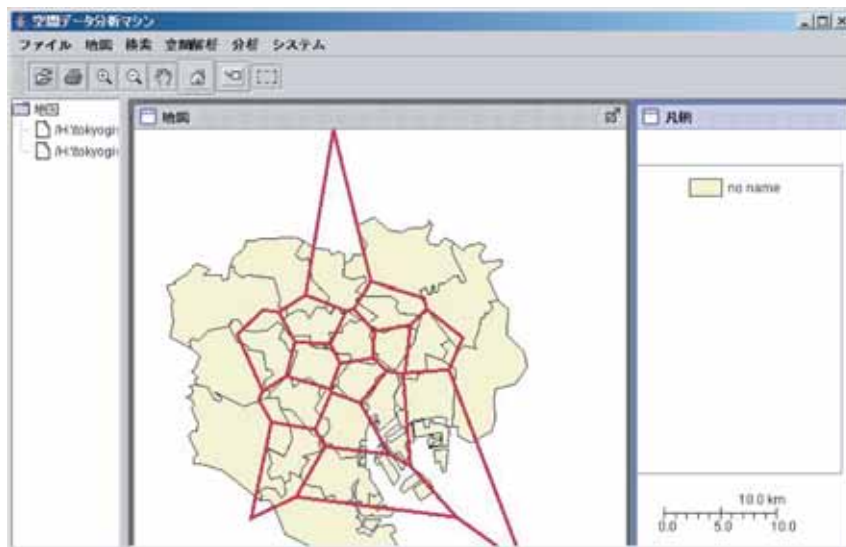 空間データ分析マシン
ファイル 地図 検索 空間解析 分析 システム
地図
/H:\tokyogi
/H:\tokyogi
地図
凡例
no name
10.0 km
0.0 5.0 10.0